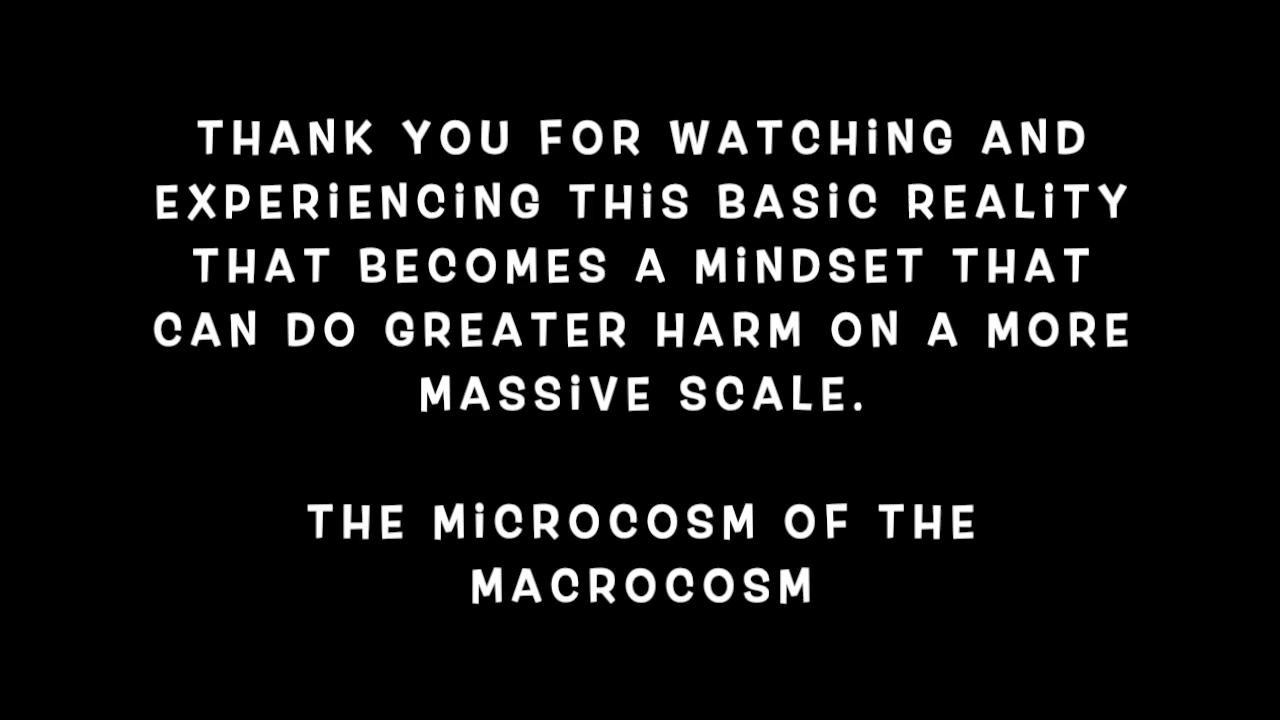 THANK YOU FOR WATCHiNG AND
EXPERiENCiNG THiS BASiC REALiTY
THAT BECOMES A MiNDSET THAT
CAN DO GREATER HARM ON A MORE
MASSiVE SCALE.
THE MiCROCOSM OF THE
MACROCOSM